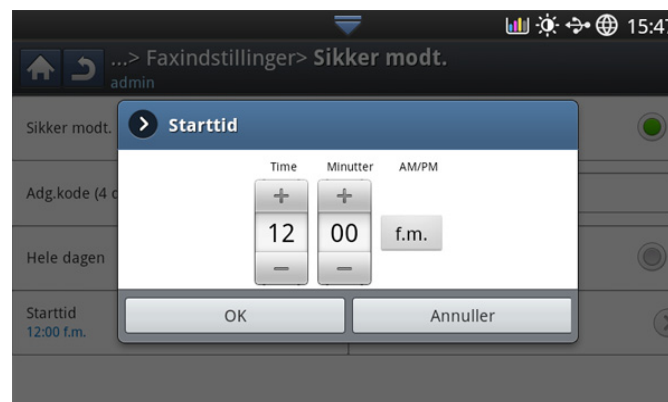 15:47
...> Faxindstillinger> Sikker modt.
admin
Sikker modt.
Starttid
Time Minutter AM/PM
+ +
Adg.kode (4 c
12 00 f.m.
Hele dagen
− −
Starttid
12:00 f.m.
OK Annuller